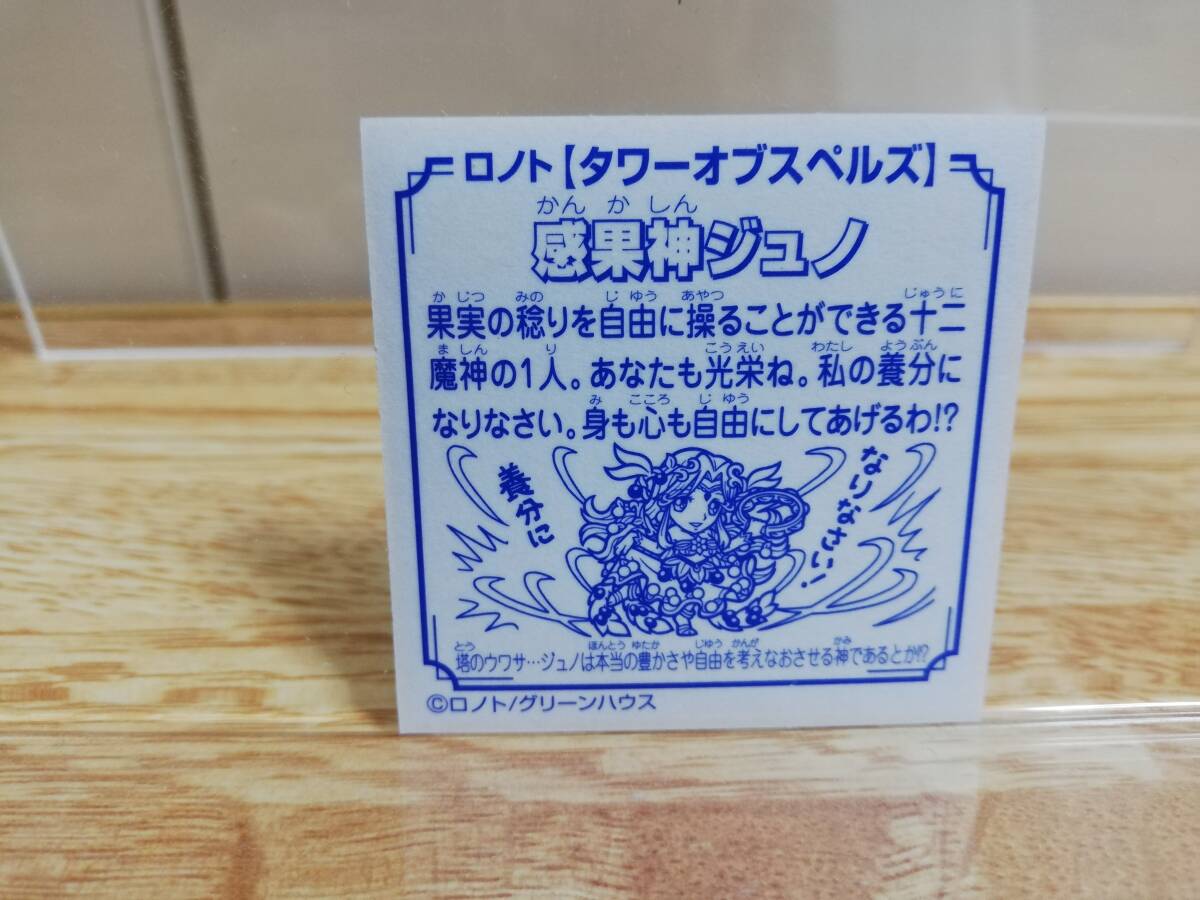 ロノト【タワーオブスペルズ】
かんかしん
感果神ジュノ
かじつ みの じゆう あやつ じゅうに
果実の稔りを自由に操ることができる十二
ましん り こうえい わたし ようぶん
魔神の1人。あなたも光栄ね。私の養分に
み こころ じゆう
なりなさい。身も心も自由にしてあげるわ!?
養分に
なりなさい!
とう ほんとう ゆたか じゆう かんが かみ
塔のウワサ…ジュノは本当の豊かさや自由を考えなおさせる神であるとか!?
©ロノト/グリーンハウス